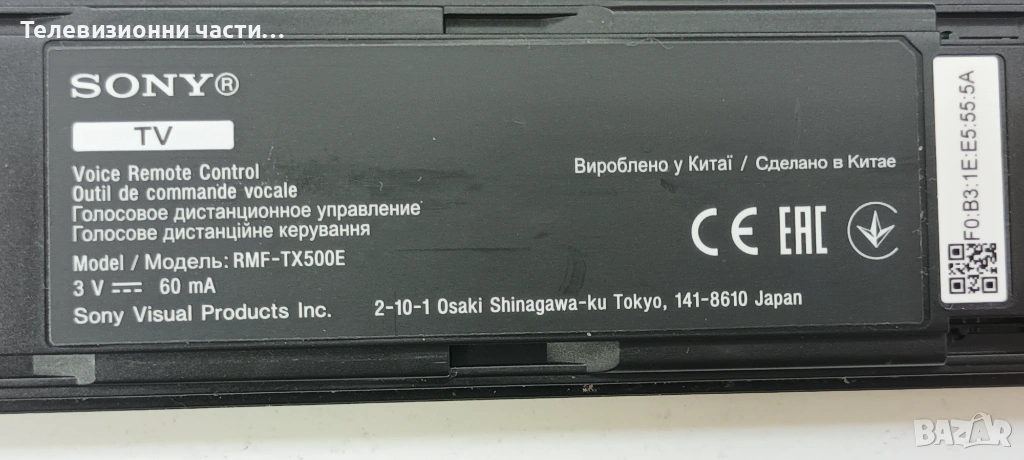 Телевизионни части...
SONY®
TV
Voice Remote Control
Outil de commande vocale
Голосовое дистанционное управление
Голосове дистанційне керування
Model / Модель: RMF-TX500E
3 V ⎓ 60 mA
Sony Visual Products Inc.
2-10-1 Osaki Shinagawa-ku Tokyo, 141-8610 Japan
Вироблено у Китаї / Сделано в Китае
CE EAC
F0:B3:1E:E5:55:5A
BAZAR